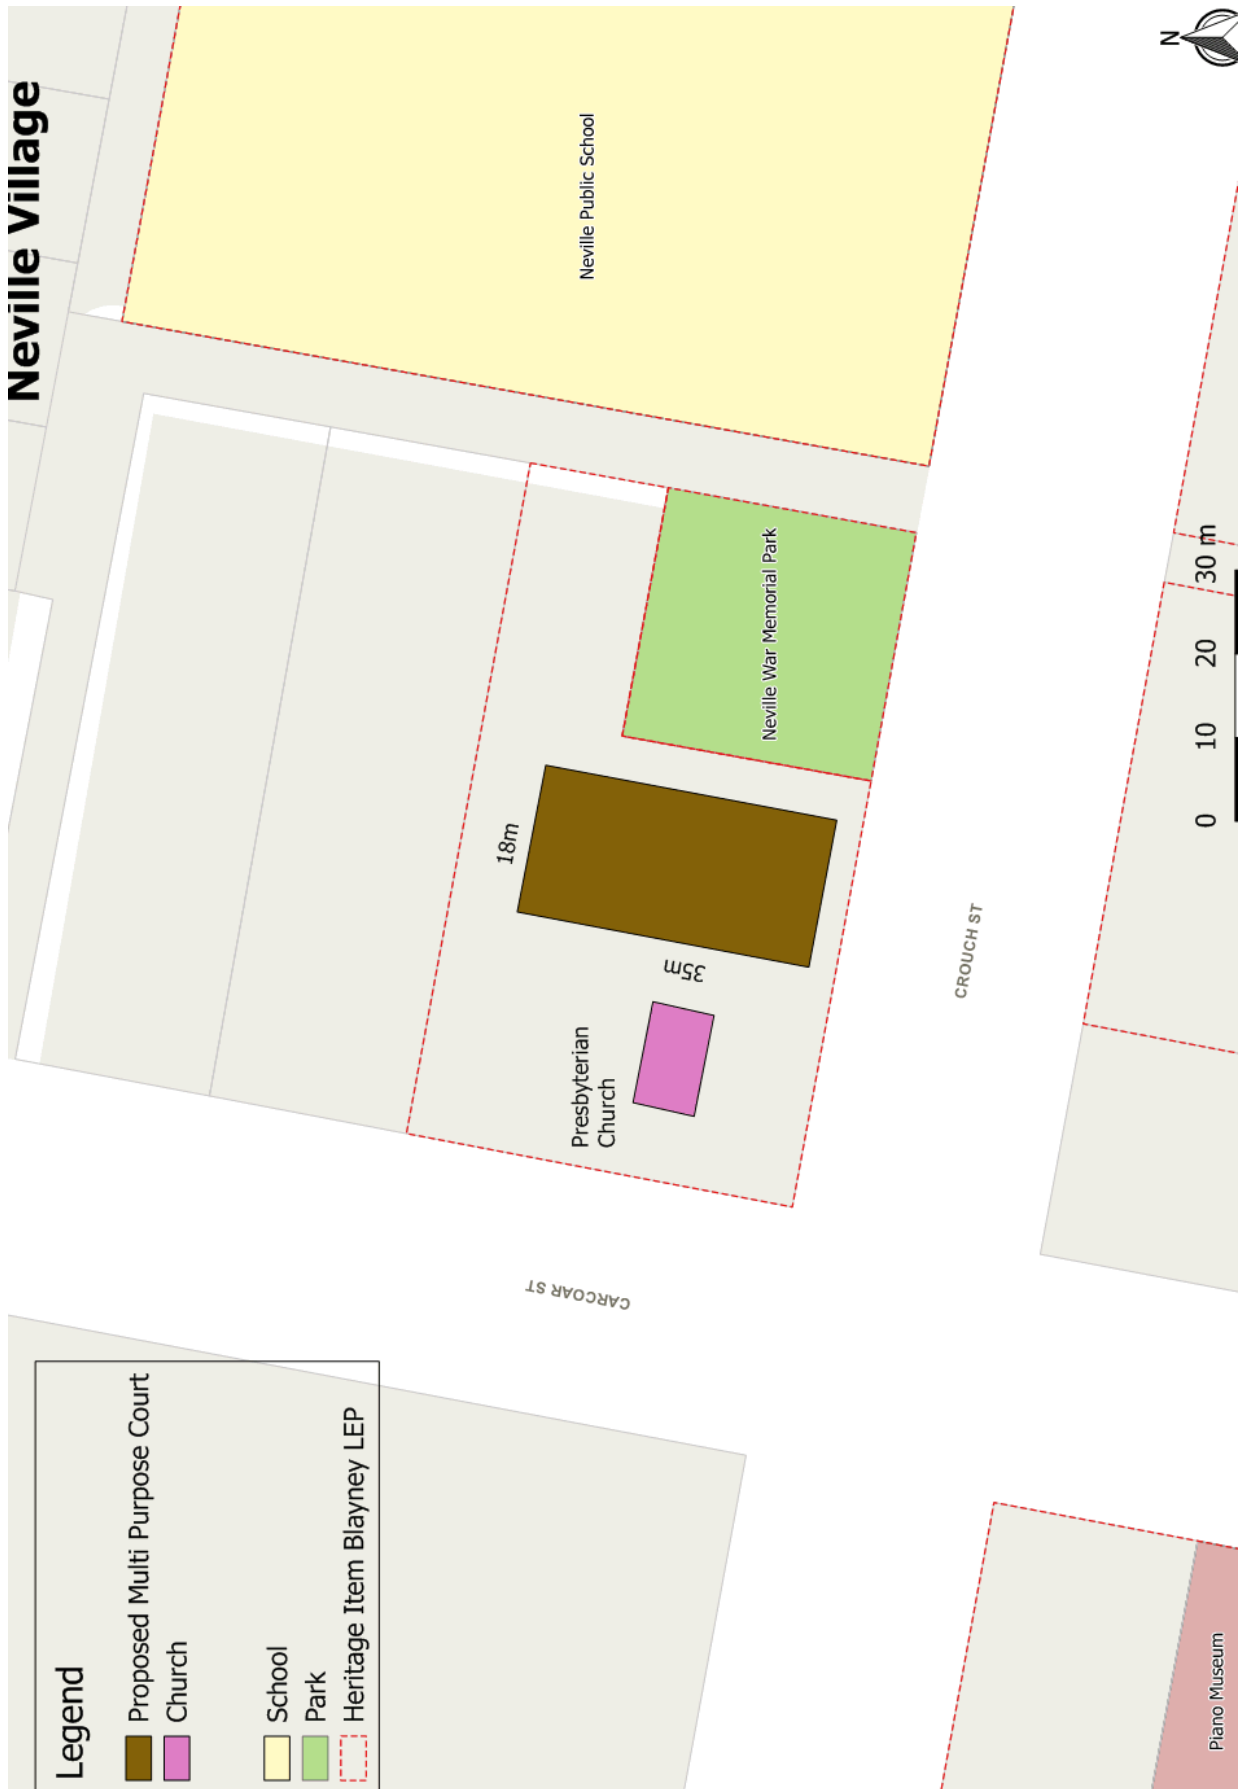 Neville Village
N
Neville Public School
Neville War Memorial Park
18m
35m
Presbyterian
Church
CROUCH ST
CARCOAR ST
Piano Museum
0 10 20 30 m
Legend
Proposed Multi Purpose Court
Church
School
Park
Heritage Item Blayney LEP